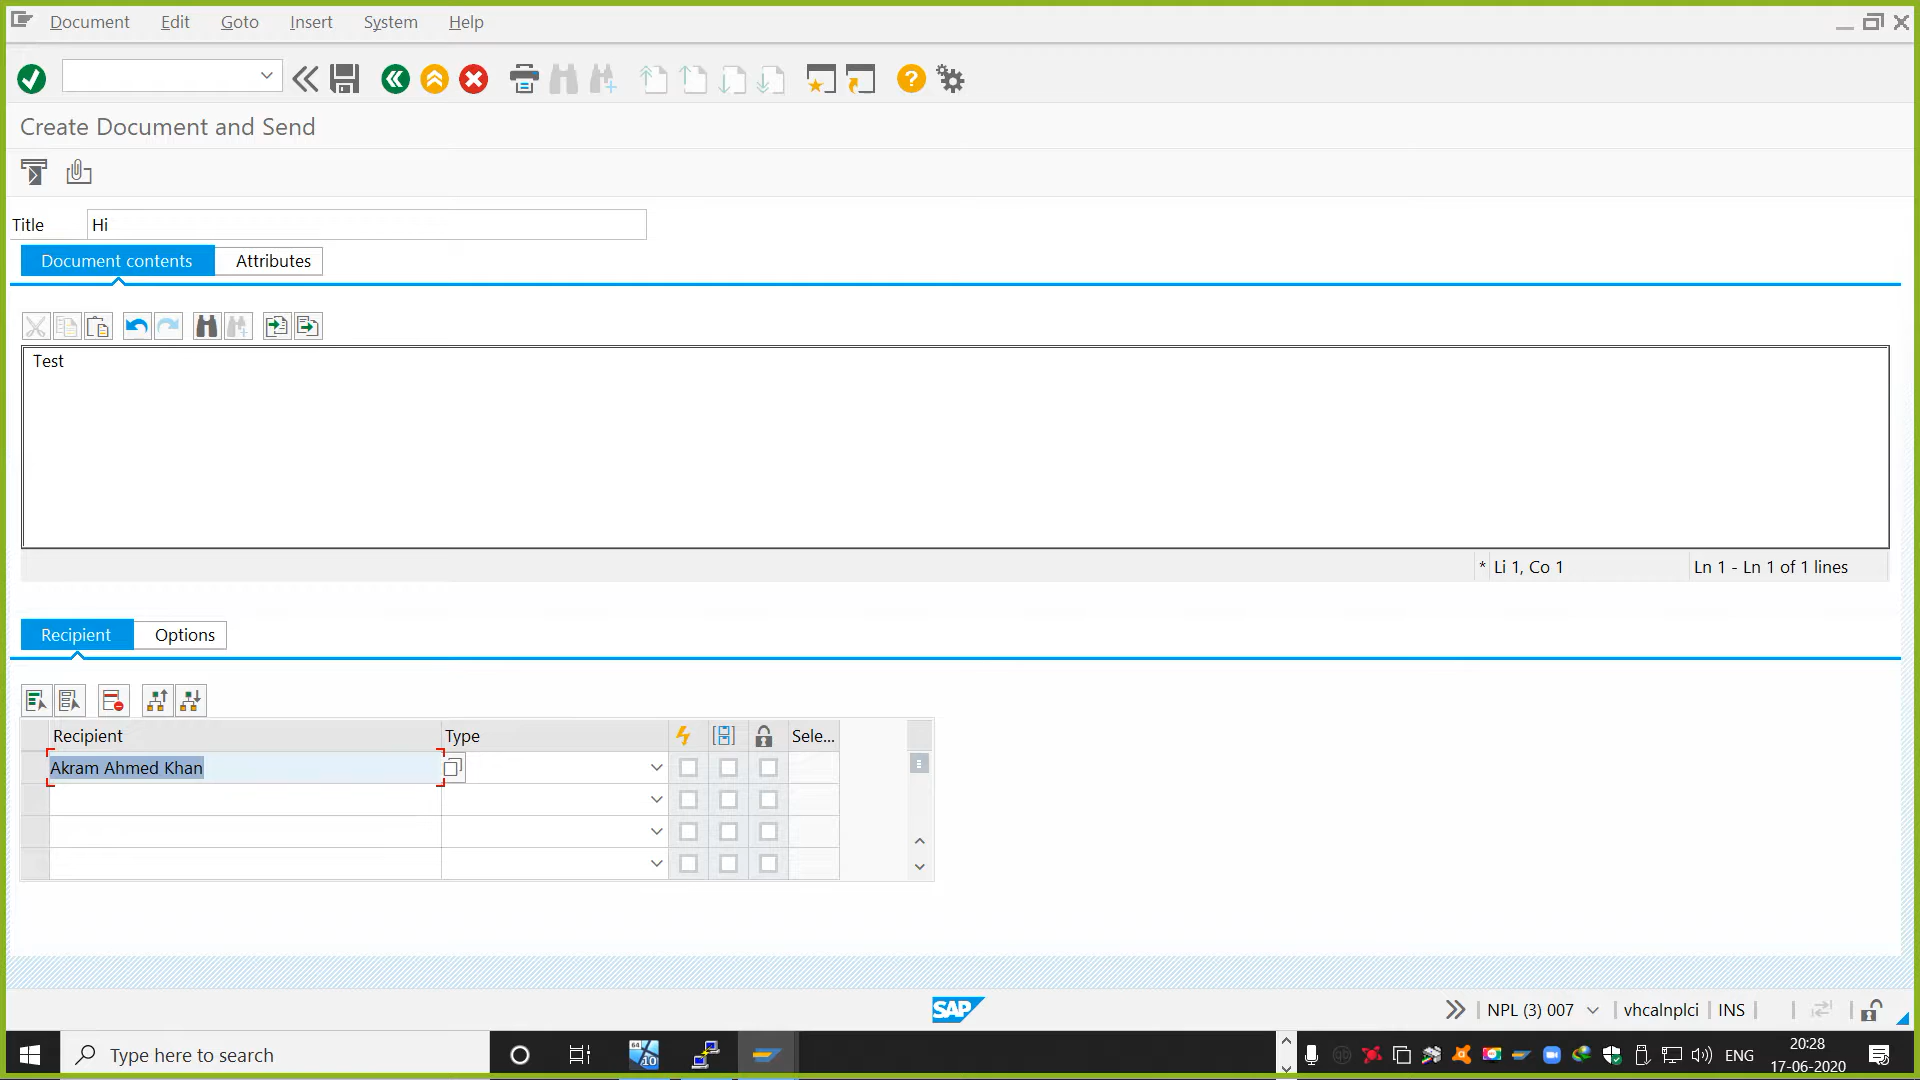 Document Edit Goto Insert System Help
Create Document and Send
Title Hi
Document contents Attributes
Test
* Li 1, Co 1 Ln 1 - Ln 1 of 1 lines
Recipient Options
Recipient Type Sele...
Akram Ahmed Khan
SAP NPL (3) 007 vhcalnplci INS
Type here to search 64 10 ENG 20:28
17-06-2020